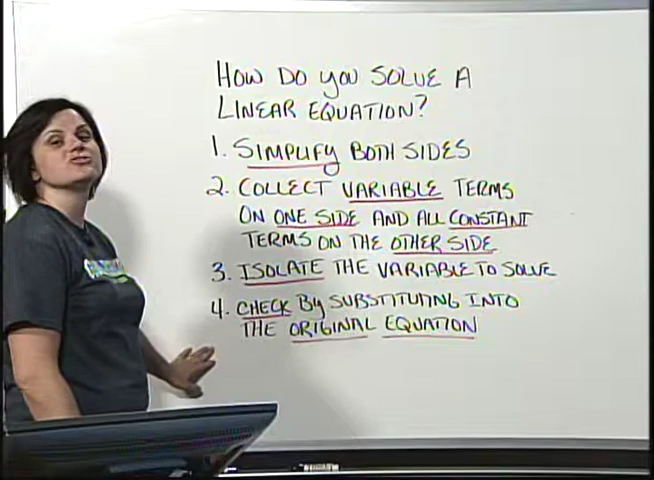 HOW DO YOU SOLVE A
LINEAR EQUATION?
1. SIMPLIFY BOTH SIDES
2. COLLECT VARIABLE TERMS
ON ONE SIDE AND ALL CONSTANT
TERMS ON THE OTHER SIDE
3. ISOLATE THE VARIABLE TO SOLVE
4. CHECK BY SUBSTITUTING INTO
THE ORIGINAL EQUATION